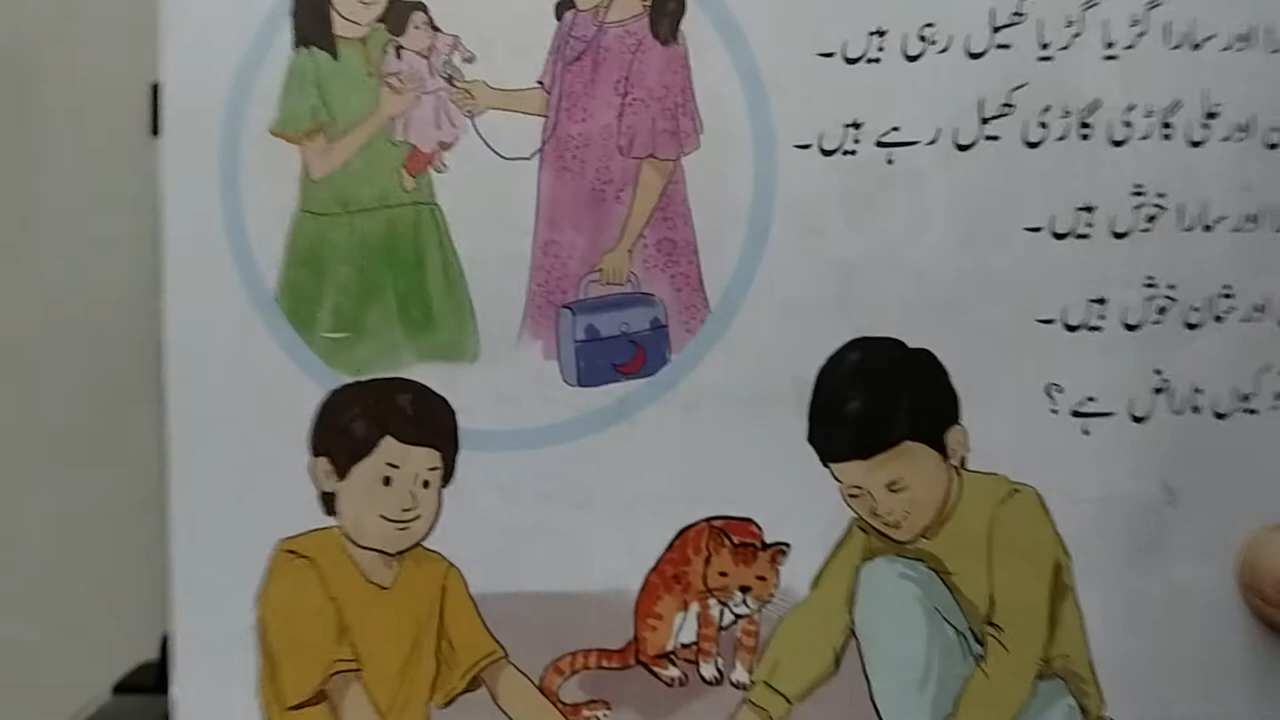 اور سارا گڑیا گڑیا کھیل رہی ہیں۔
اور علی گاڑی گاڑی کھیل رہے ہیں۔
اور سارا خوش ہیں۔
اور شان خوش ہیں۔
کیوں ناراض ہے؟